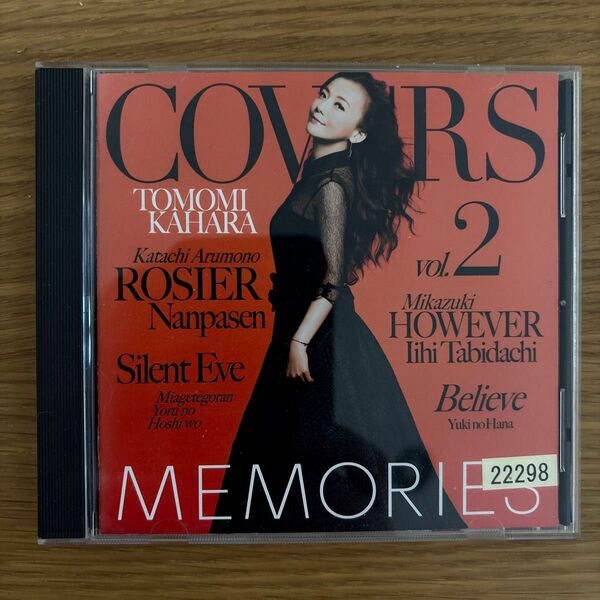 COVERS
TOMOMI
KAHARA
vol.2
Katachi Arumono
ROSIER
Nanpasen
Mikazuki
HOWEVER
Iihi Tabidachi
Silent Eve
Miagetegoran
Yoru no
Hoshi wo
Believe
Yuki no Hana
MEMORIES
22298